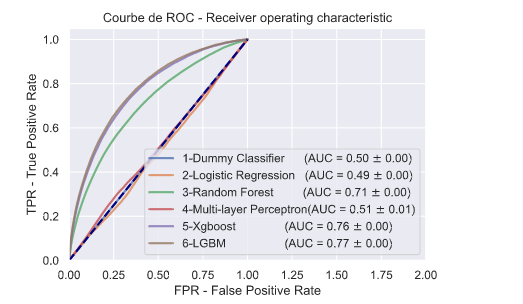 Courbe de ROC - Receiver operating characteristic
TPR - True Positive Rate
1.0
0.8
0.6
0.4
0.2
0.0
1-Dummy Classifier (AUC = 0.50 ± 0.00)
2-Logistic Regression (AUC = 0.49 ± 0.00)
3-Random Forest (AUC = 0.71 ± 0.00)
4-Multi-layer Perceptron(AUC = 0.51 ± 0.01)
5-Xgboost (AUC = 0.76 ± 0.00)
6-LGBM (AUC = 0.77 ± 0.00)
0.00 0.25 0.50 0.75 1.00 1.25 1.50 1.75 2.00
FPR - False Positive Rate